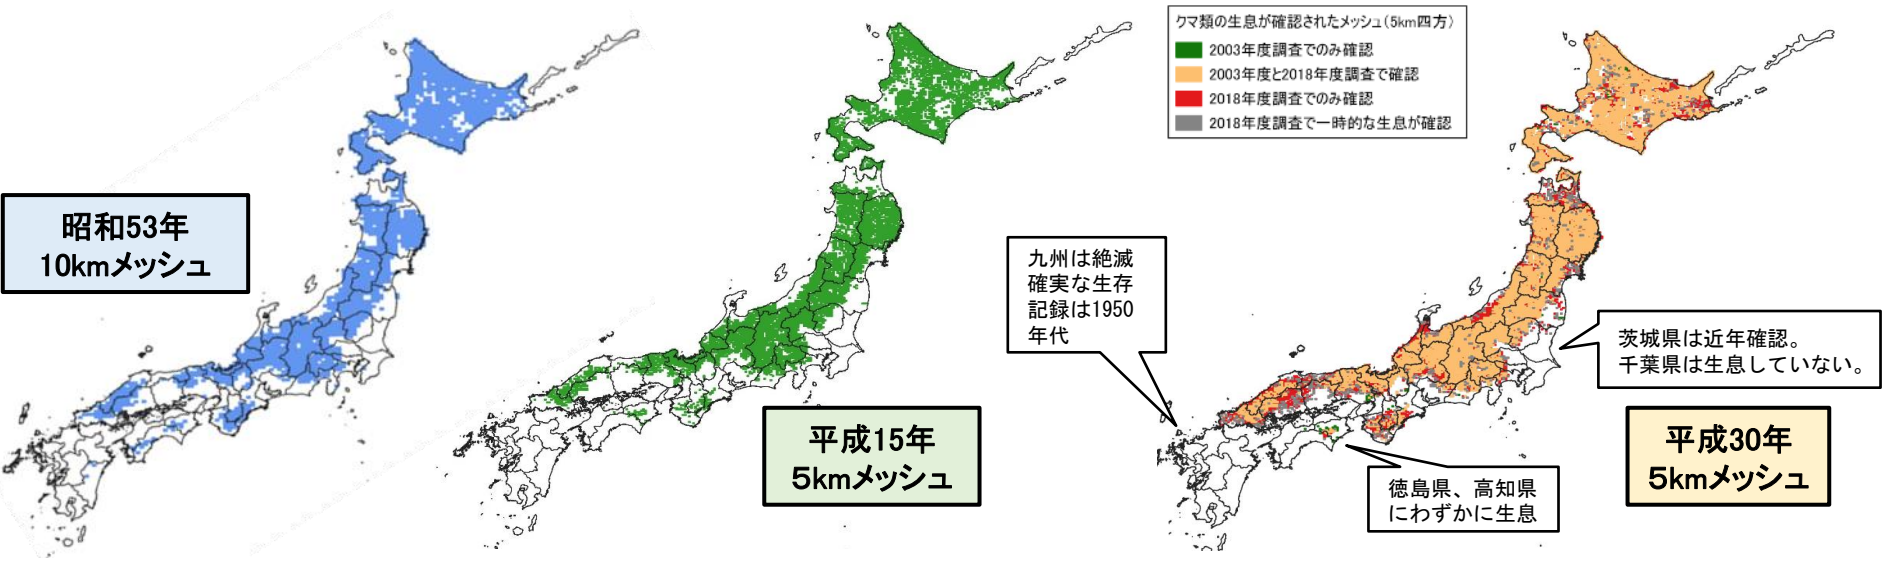 昭和53年
10kmメッシュ
平成15年
5kmメッシュ
クマ類の生息が確認されたメッシュ(5km四方)
2003年度調査でのみ確認
2003年度と2018年度調査で確認
2018年度調査でのみ確認
2018年度調査で一時的な生息が確認
九州は絶滅
確実な生存
記録は1950
年代
茨城県は近年確認。
千葉県は生息していない。
平成30年
5kmメッシュ
徳島県、高知県
にわずかに生息